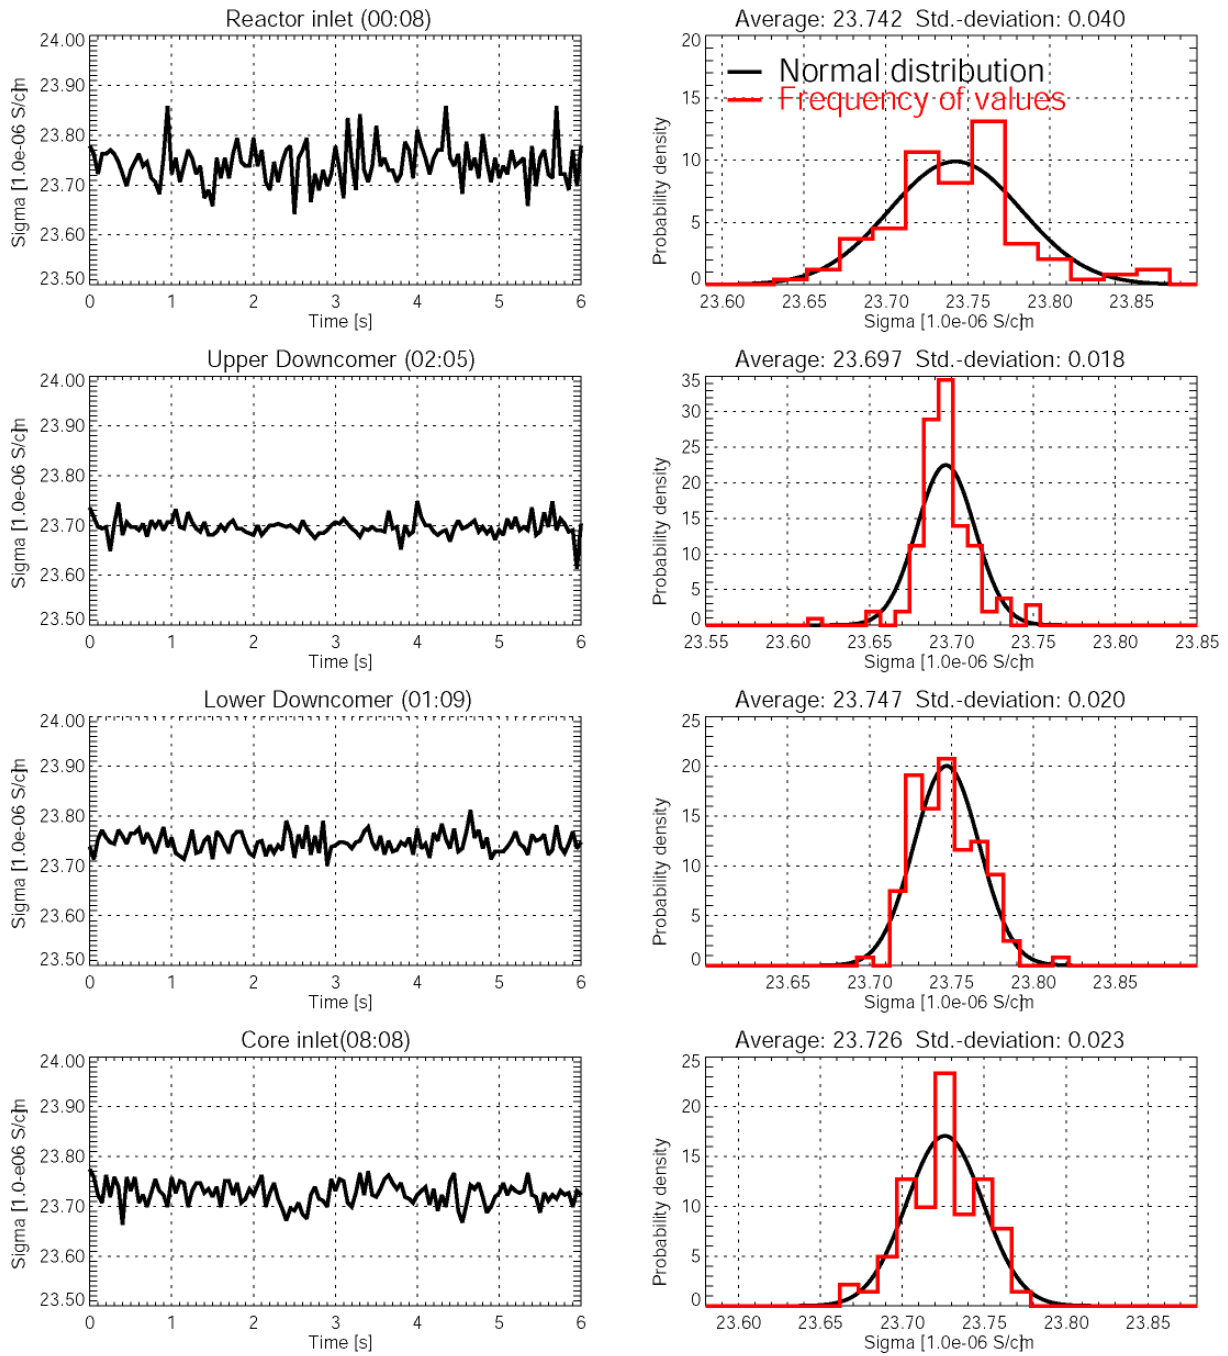 Reactor inlet (00:08)
24.00
23.90
23.80
23.70
23.60
23.50
Sigma [1.0e-06 S/c]m
0 1 2 3 4 5 6
Time [s]
Average: 23.742 Std.-deviation: 0.040
20
15
10
5
0
Probability density
Normal distribution
Frequency of values
23.60 23.65 23.70 23.75 23.80 23.85
Sigma [1.0e-06 S/c]m
Upper Downcomer (02:05)
24.00
23.90
23.80
23.70
23.60
23.50
Sigma [1.0e-06 S/c]m
0 1 2 3 4 5 6
Time [s]
Average: 23.697 Std.-deviation: 0.018
35
30
25
20
15
10
5
0
Probability density
23.55 23.60 23.65 23.70 23.75 23.80 23.85
Sigma [1.0e-06 S/c]m
Lower Downcomer (01:09)
24.00
23.90
23.80
23.70
23.60
23.50
Sigma [1.0e-06 S/c]m
0 1 2 3 4 5 6
Time [s]
Average: 23.747 Std.-deviation: 0.020
25
20
15
10
5
0
Probability density
23.65 23.70 23.75 23.80 23.85
Sigma [1.0e-06 S/c]m
Core inlet(08:08)
24.00
23.90
23.80
23.70
23.60
23.50
Sigma [1.0-e06 S/c]m
0 1 2 3 4 5 6
Time [s]
Average: 23.726 Std.-deviation: 0.023
25
20
15
10
5
0
Probability density
23.60 23.65 23.70 23.75 23.80 23.85
Sigma [1.0e-06 S/c]m